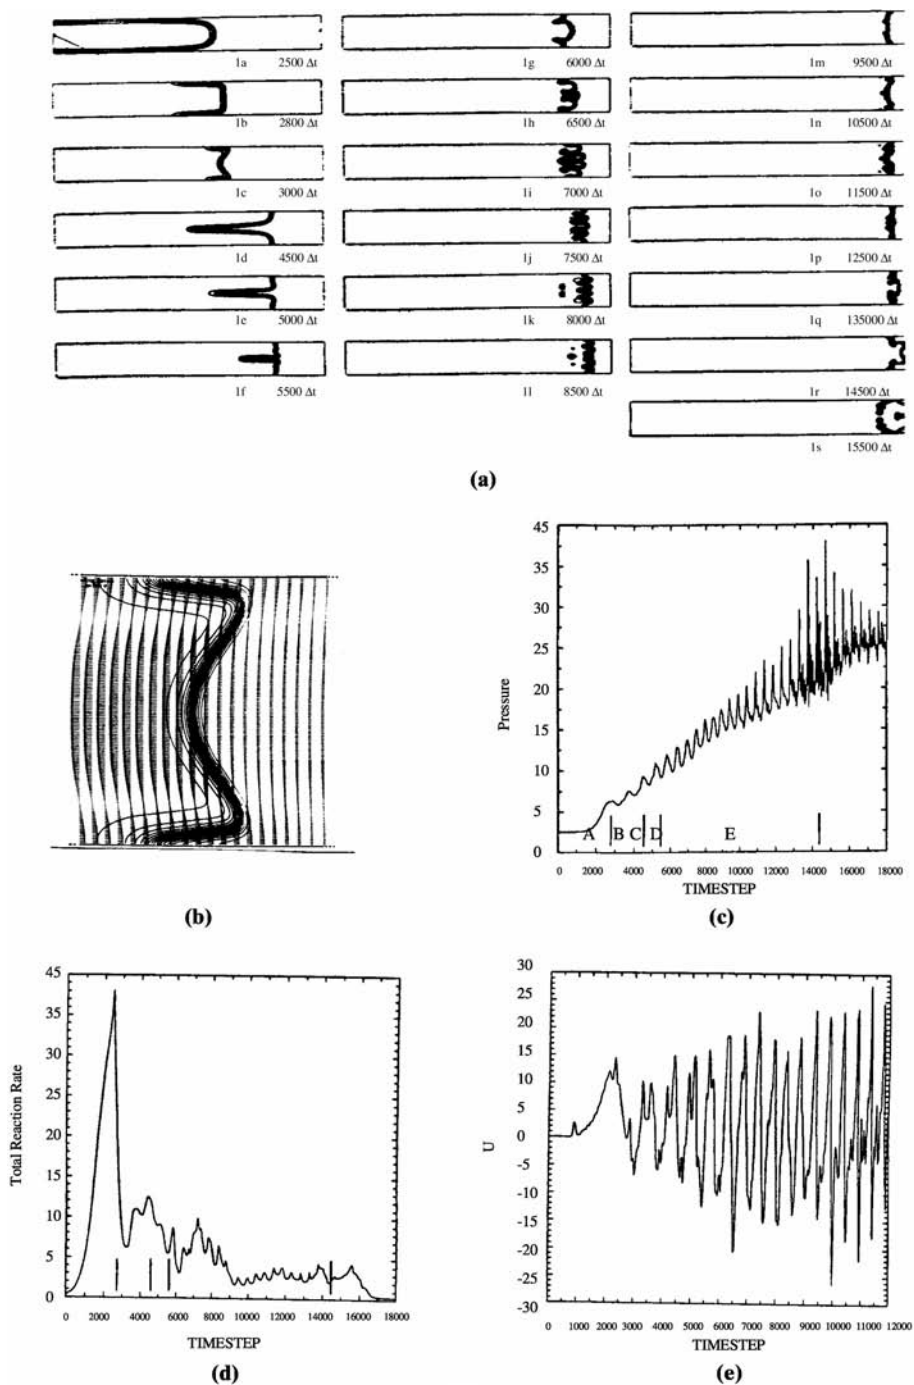 1a 2500 Δt
1b 2800 Δt
1c 3000 Δt
1d 4500 Δt
1e 5000 Δt
1f 5500 Δt
1g 6000 Δt
1h 6500 Δt
1i 7000 Δt
1j 7500 Δt
1k 8000 Δt
1l 8500 Δt
1m 9500 Δt
1n 10500 Δt
1o 11500 Δt
1p 12500 Δt
1q 135000 Δt
1r 14500 Δt
1s 15500 Δt
(a)
(b)
45
40
35
30
25
20
15
10
5
0
Pressure
A B C D E
0 2000 4000 6000 8000 10000 12000 14000 18000
TIMESTEP
(c)
45
40
35
30
25
20
15
10
5
0
Total Reaction Rate
0 2000 4000 6000 8000 10000 12000 14000 16000 18000
TIMESTEP
(d)
30
25
20
15
10
5
0
-5
-10
-15
-20
-25
-30
U
0 1000 2000 3000 4000 5000 6000 7000 8000 9000 10000 11000 12000
TIMESTEP
(e)